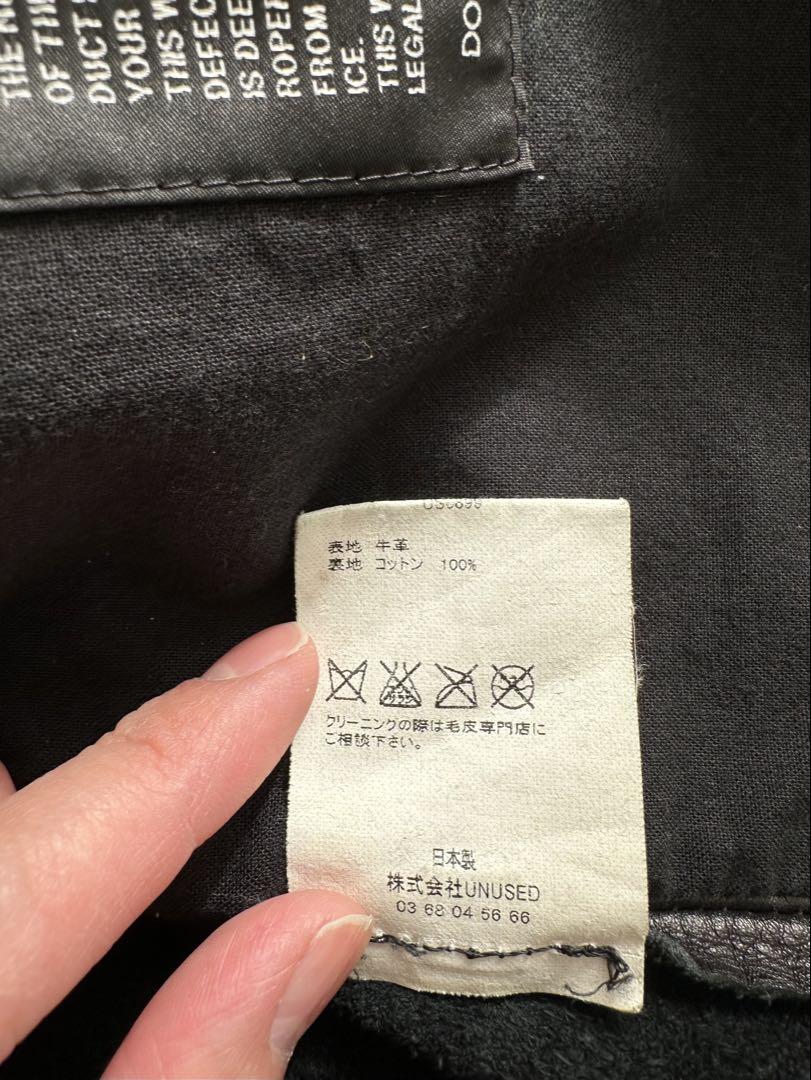 THE
OF THE
DUCT
YOUR
THIS W
DEFEC
IS DEE
ROPER
FROM
ICE.
THIS W
LEGAL
DO
表地 牛革
裏地 コットン 100%
クリーニングの際は毛皮専門店に
ご相談下さい。
日本製
株式会社UNUSED
03 68 04 56 66